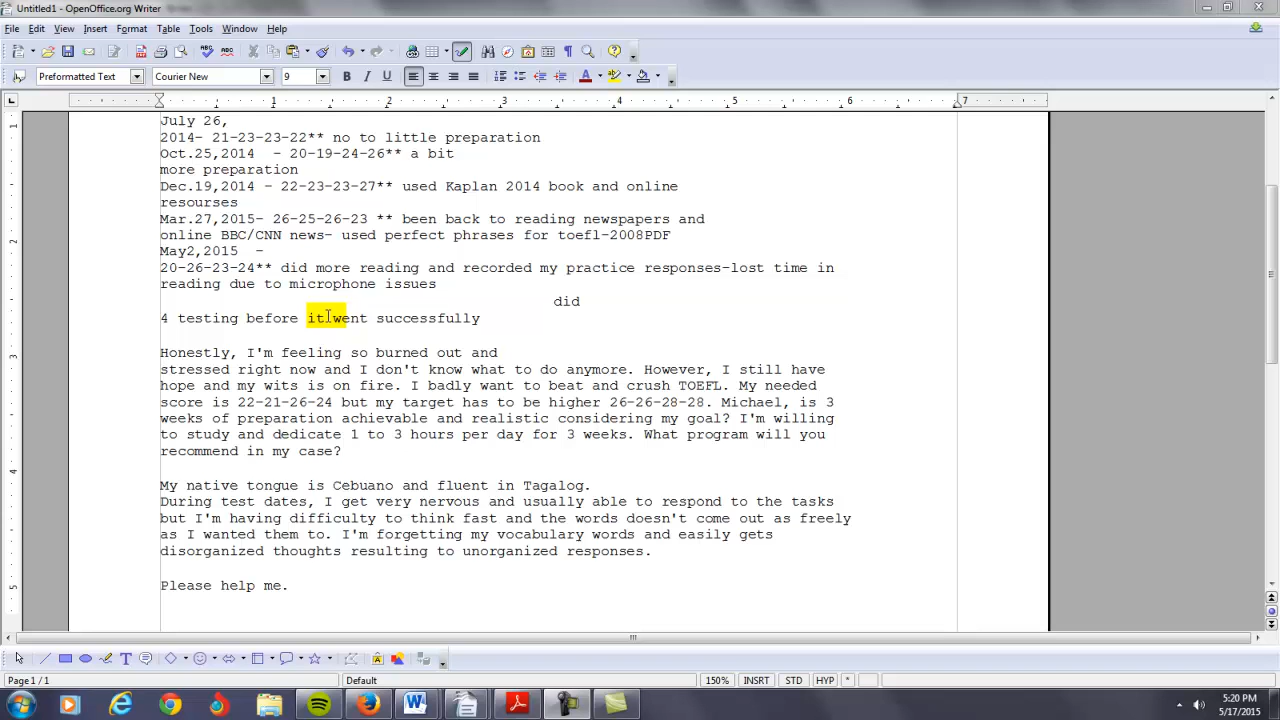 Untitled1 - OpenOffice.org Writer
File Edit View Insert Format Table Tools Window Help
Preformatted Text Courier New 9
1 2 3 4 5 6 7
July 26,
2014- 21-23-23-22** no to little preparation
Oct.25,2014  - 20-19-24-26** a bit
more preparation
Dec.19,2014 - 22-23-23-27** used Kaplan 2014 book and online
resourses
Mar.27,2015- 26-25-26-23 ** been back to reading newspapers and
online BBC/CNN news- used perfect phrases for toefl-2008PDF
May2,2015  -
20-26-23-24** did more reading and recorded my practice responses-lost time in
reading due to microphone issues
did
4 testing before it went successfully
Honestly, I'm feeling so burned out and
stressed right now and I don't know what to do anymore. However, I still have
hope and my wits is on fire. I badly want to beat and crush TOEFL. My needed
score is 22-21-26-24 but my target has to be higher 26-26-28-28. Michael, is 3
weeks of preparation achievable and realistic considering my goal? I'm willing
to study and dedicate 1 to 3 hours per day for 3 weeks. What program will you
recommend in my case?
My native tongue is Cebuano and fluent in Tagalog.
During test dates, I get very nervous and usually able to respond to the tasks
but I'm having difficulty to think fast and the words doesn't come out as freely
as I wanted them to. I'm forgetting my vocabulary words and easily gets
disorganized thoughts resulting to unorganized responses.
Please help me.
Page 1 / 1 Default 150% INSRT STD HYP *
5:20 PM
5/17/2015